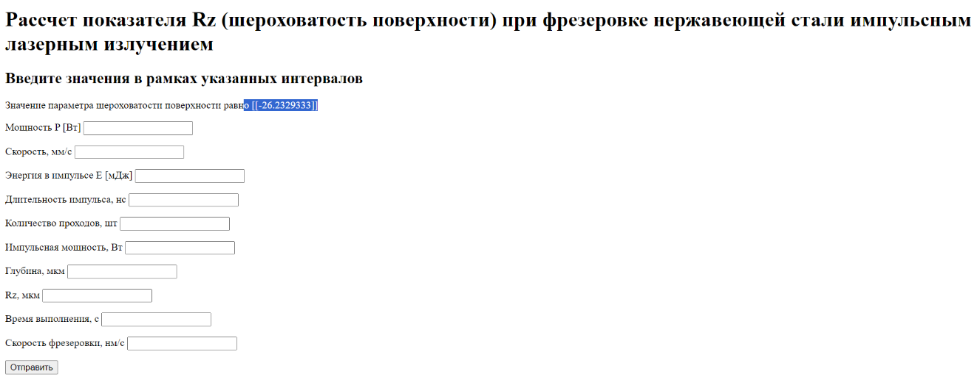 Рассчет показателя Rz (шероховатость поверхности) при фрезеровке нержавеющей стали импульсным
лазерным излучением
Введите значения в рамках указанных интервалов
Значение параметра шероховатости поверхности равно [[-26.2329333]]
Мощность P [Вт]
Скорость, мм/с
Энергия в импульсе E [мДж]
Длительность импульса, нс
Количество проходов, шт
Импульсная мощность, Вт
Глубина, мкм
Rz, мкм
Время выполнения, с
Скорость фрезеровки, нм/с
Отправить